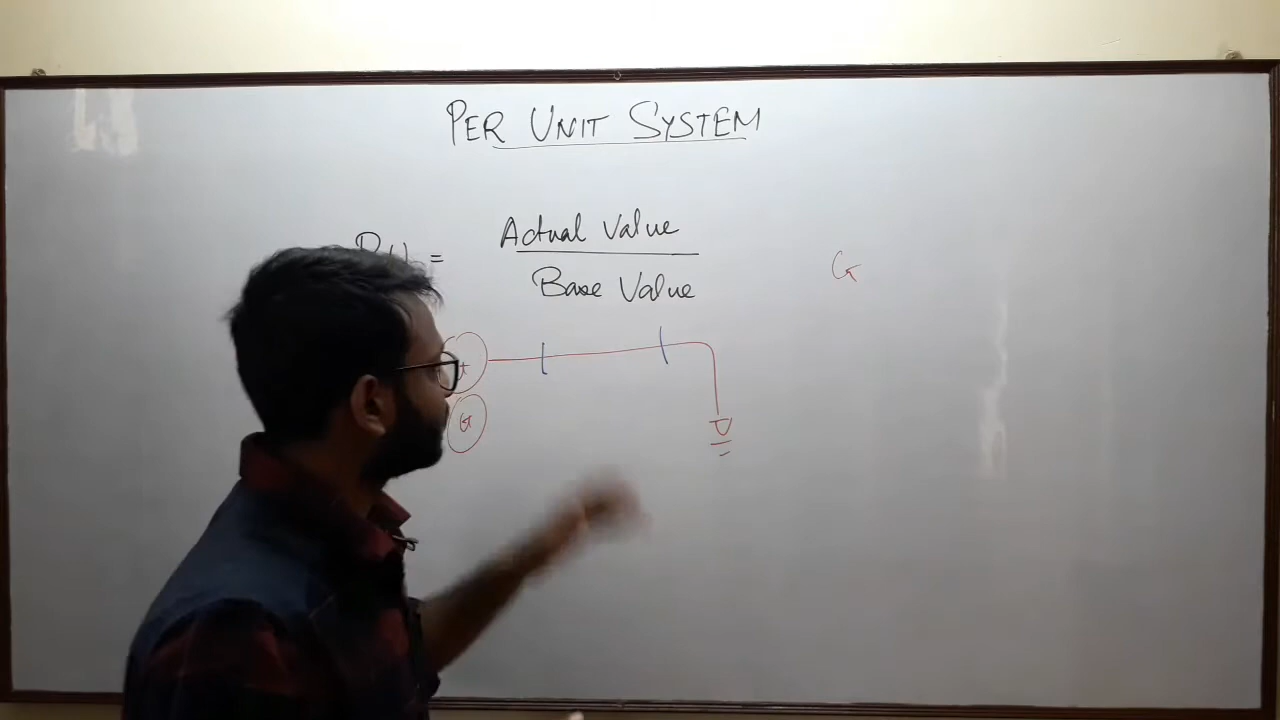 PER UNIT SYSTEM
Actual Value
=
Base Value
G
G